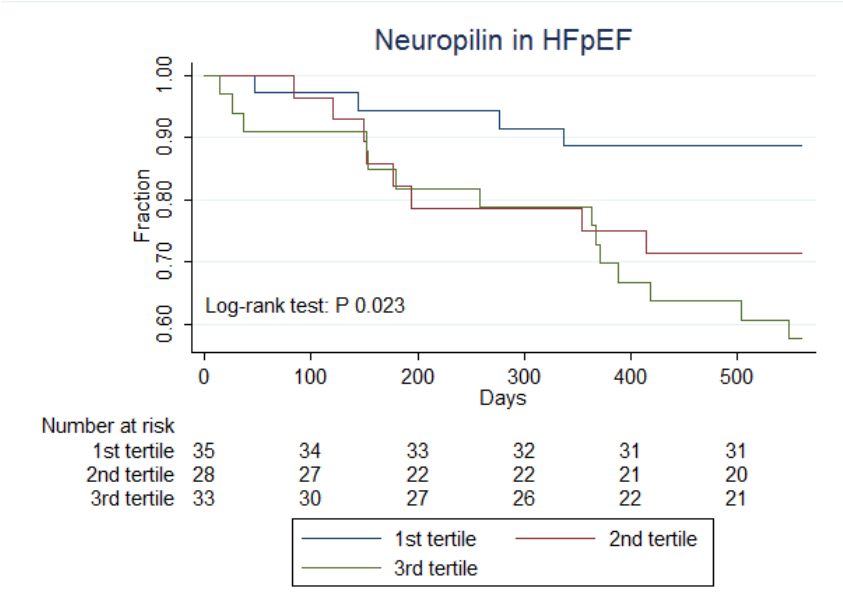 Neuropilin in HFpEF
1.00
0.90
0.80
0.70
0.60
Fraction
Log-rank test: P 0.023
0 100 200 300 400 500
Days
Number at risk
1st tertile 35 34 33 32 31 31
2nd tertile 28 27 22 22 21 20
3rd tertile 33 30 27 26 22 21
1st tertile 2nd tertile
3rd tertile